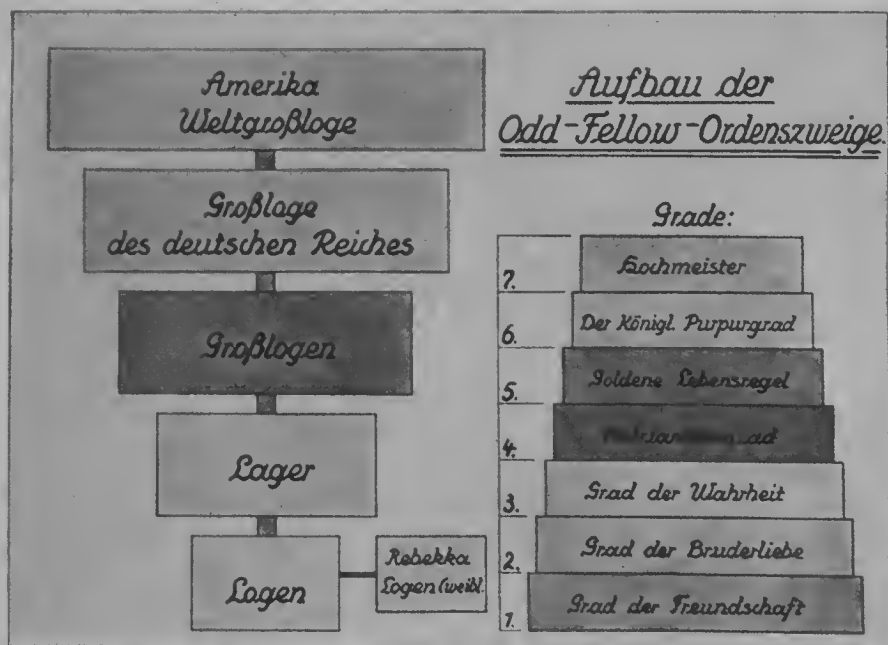 Amerika
Weltgroßloge
Großloge
des deutschen Reiches
Großlogen
Lager
Logen
Rebekka
Logen (weibl.
Aufbau der
Odd-Fellow-Ordenszweige.
Grade:
7. Hochmeister
6. Der Königl. Purpurgrad
5. Goldene Lebensregel
4.
3. Grad der Wahrheit
2. Grad der Bruderliebe
1. Grad der Freundschaft